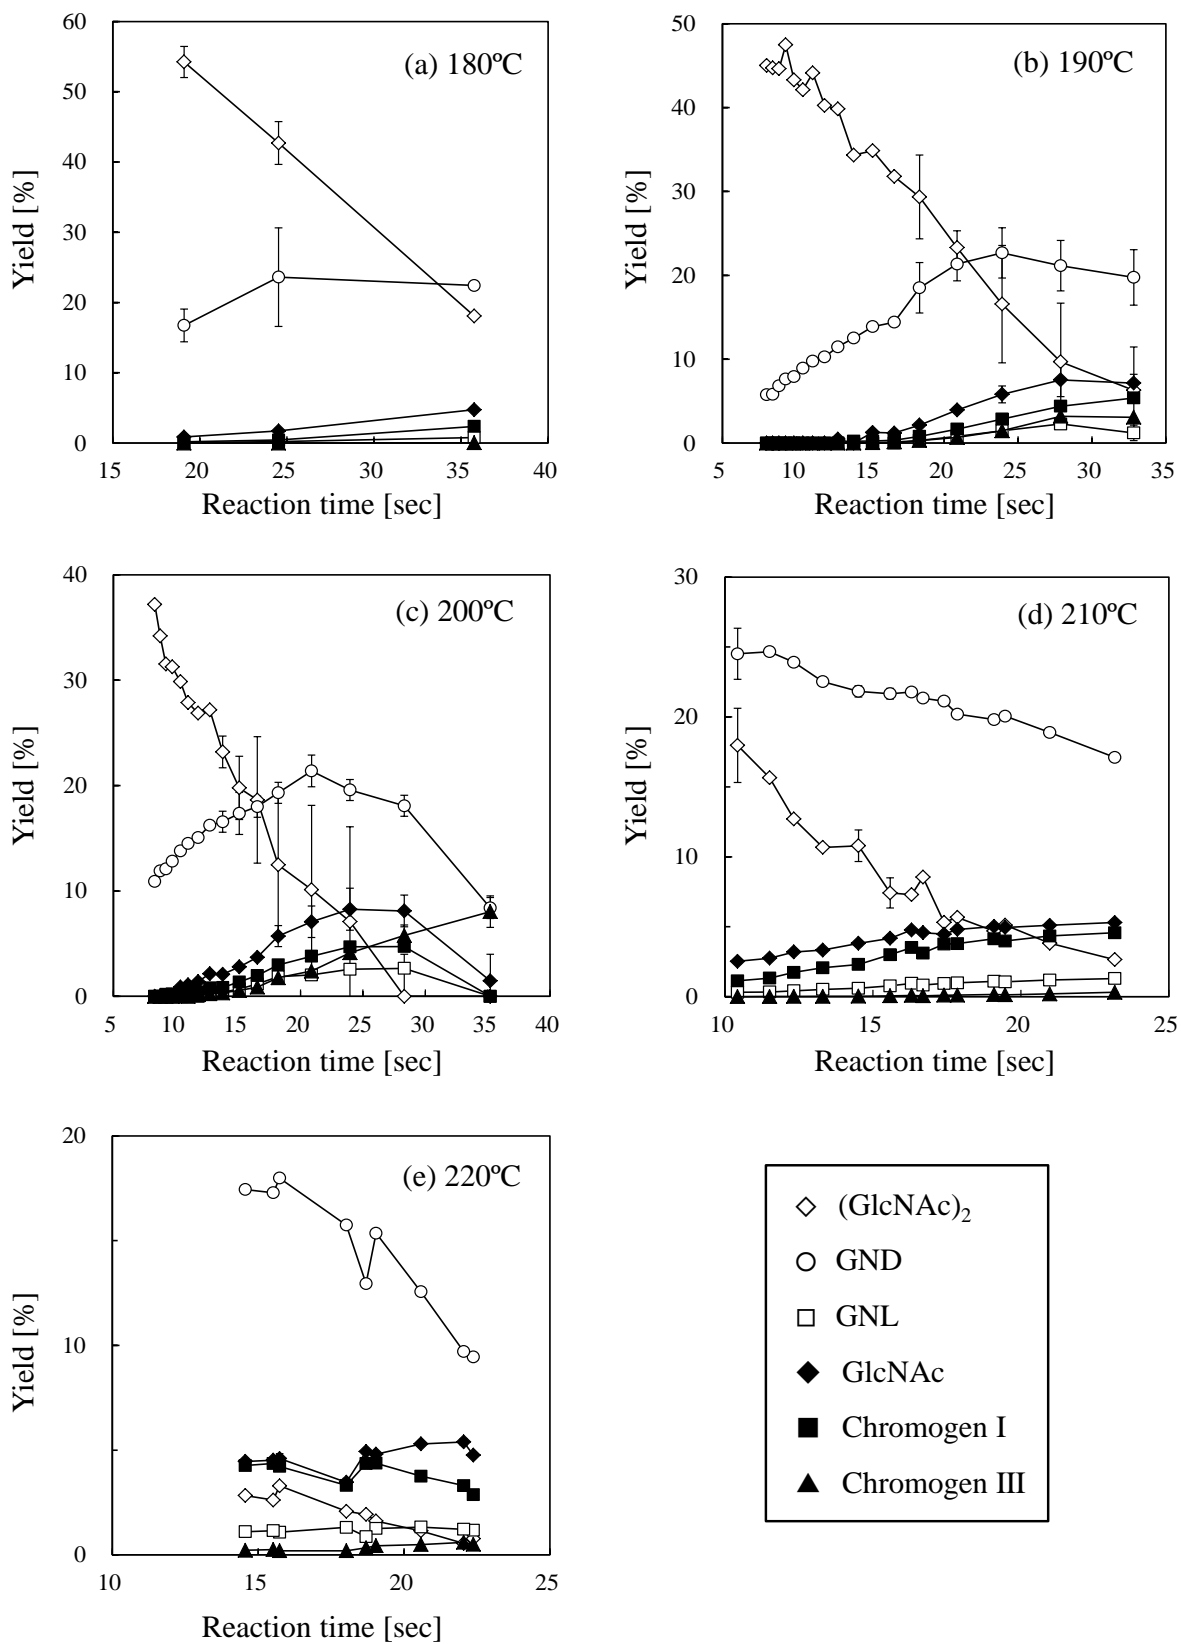 60
50
40
30
20
10
0
Yield [%]
(a) 180ºC
15 20 25 30 35 40
Reaction time [sec]
50
40
30
20
10
0
Yield [%]
(b) 190ºC
5 10 15 20 25 30 35
Reaction time [sec]
40
30
20
10
0
Yield [%]
(c) 200ºC
5 10 15 20 25 30 35 40
Reaction time [sec]
30
20
10
0
Yield [%]
(d) 210ºC
10 15 20 25
Reaction time [sec]
20
10
0
Yield [%]
(e) 220ºC
10 15 20 25
Reaction time [sec]
(GlcNAc)₂
GND
GNL
GlcNAc
Chromogen I
Chromogen III